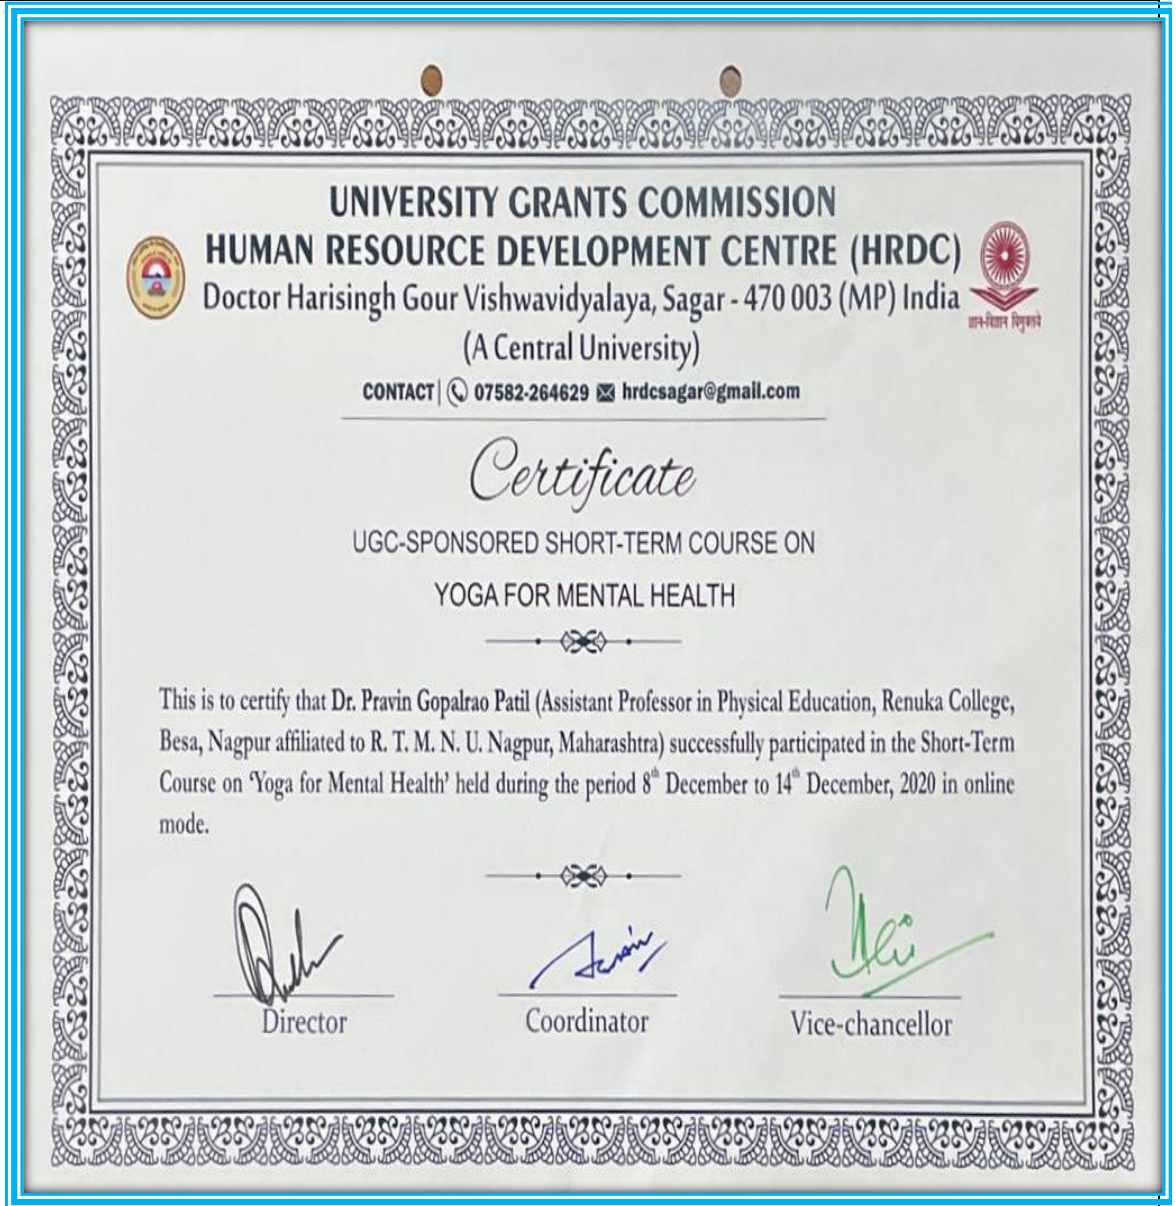 UNIVERSITY GRANTS COMMISSION
HUMAN RESOURCE DEVELOPMENT CENTRE (HRDC)
Doctor Harisingh Gour Vishwavidyalaya, Sagar - 470 003 (MP) India
ज्ञान-विज्ञान विमुक्तये
(A Central University)
CONTACT | 07582-264629 hrdcsagar@gmail.com
Certificate
UGC-SPONSORED SHORT-TERM COURSE ON
YOGA FOR MENTAL HEALTH
This is to certify that Dr. Pravin Gopalrao Patil (Assistant Professor in Physical Education, Renuka College,
Besa, Nagpur affiliated to R. T. M. N. U. Nagpur, Maharashtra) successfully participated in the Short-Term
Course on 'Yoga for Mental Health' held during the period 8th December to 14th December, 2020 in online
mode.
Director
Coordinator
Vice-chancellor